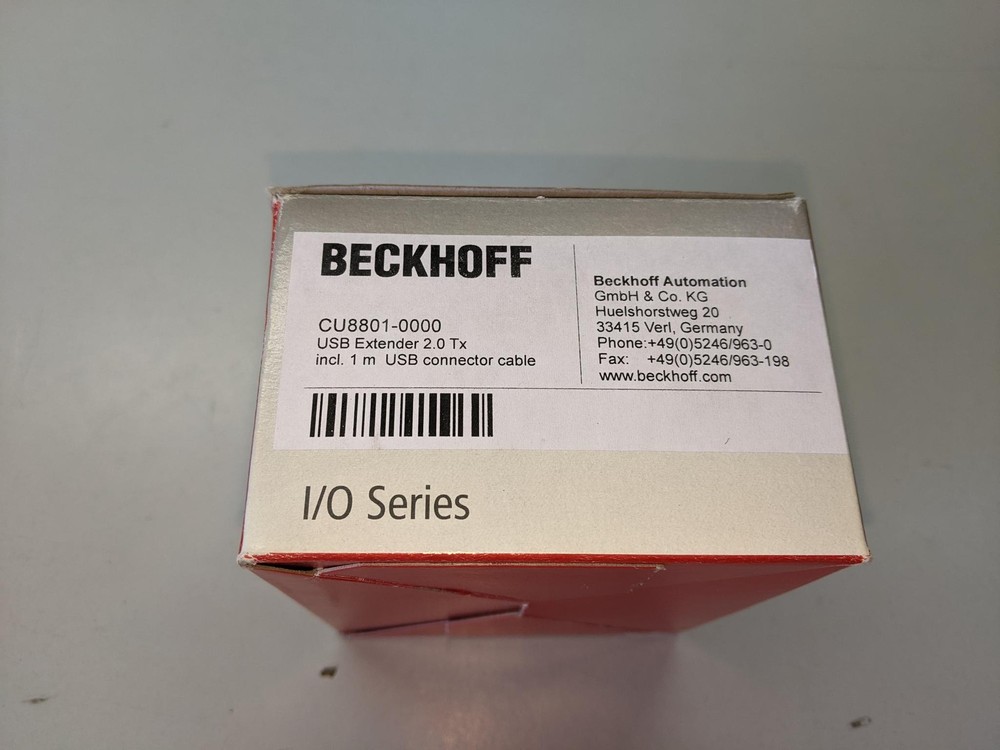 BECKHOFF
CU8801-0000
USB Extender 2.0 Tx
incl. 1 m USB connector cable
Beckhoff Automation
GmbH & Co. KG
Huelshorstweg 20
33415 Verl, Germany
Phone:+49(0)5246/963-0
Fax: +49(0)5246/963-198
www.beckhoff.com
I/O Series